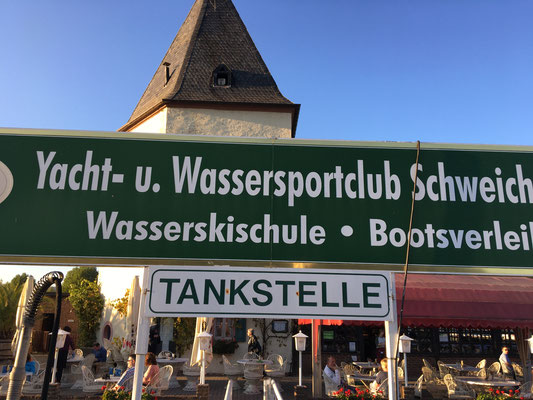 Yacht- u. Wassersportclub Schweich
Wasserskischule • Bootsverlei
TANKSTELLE